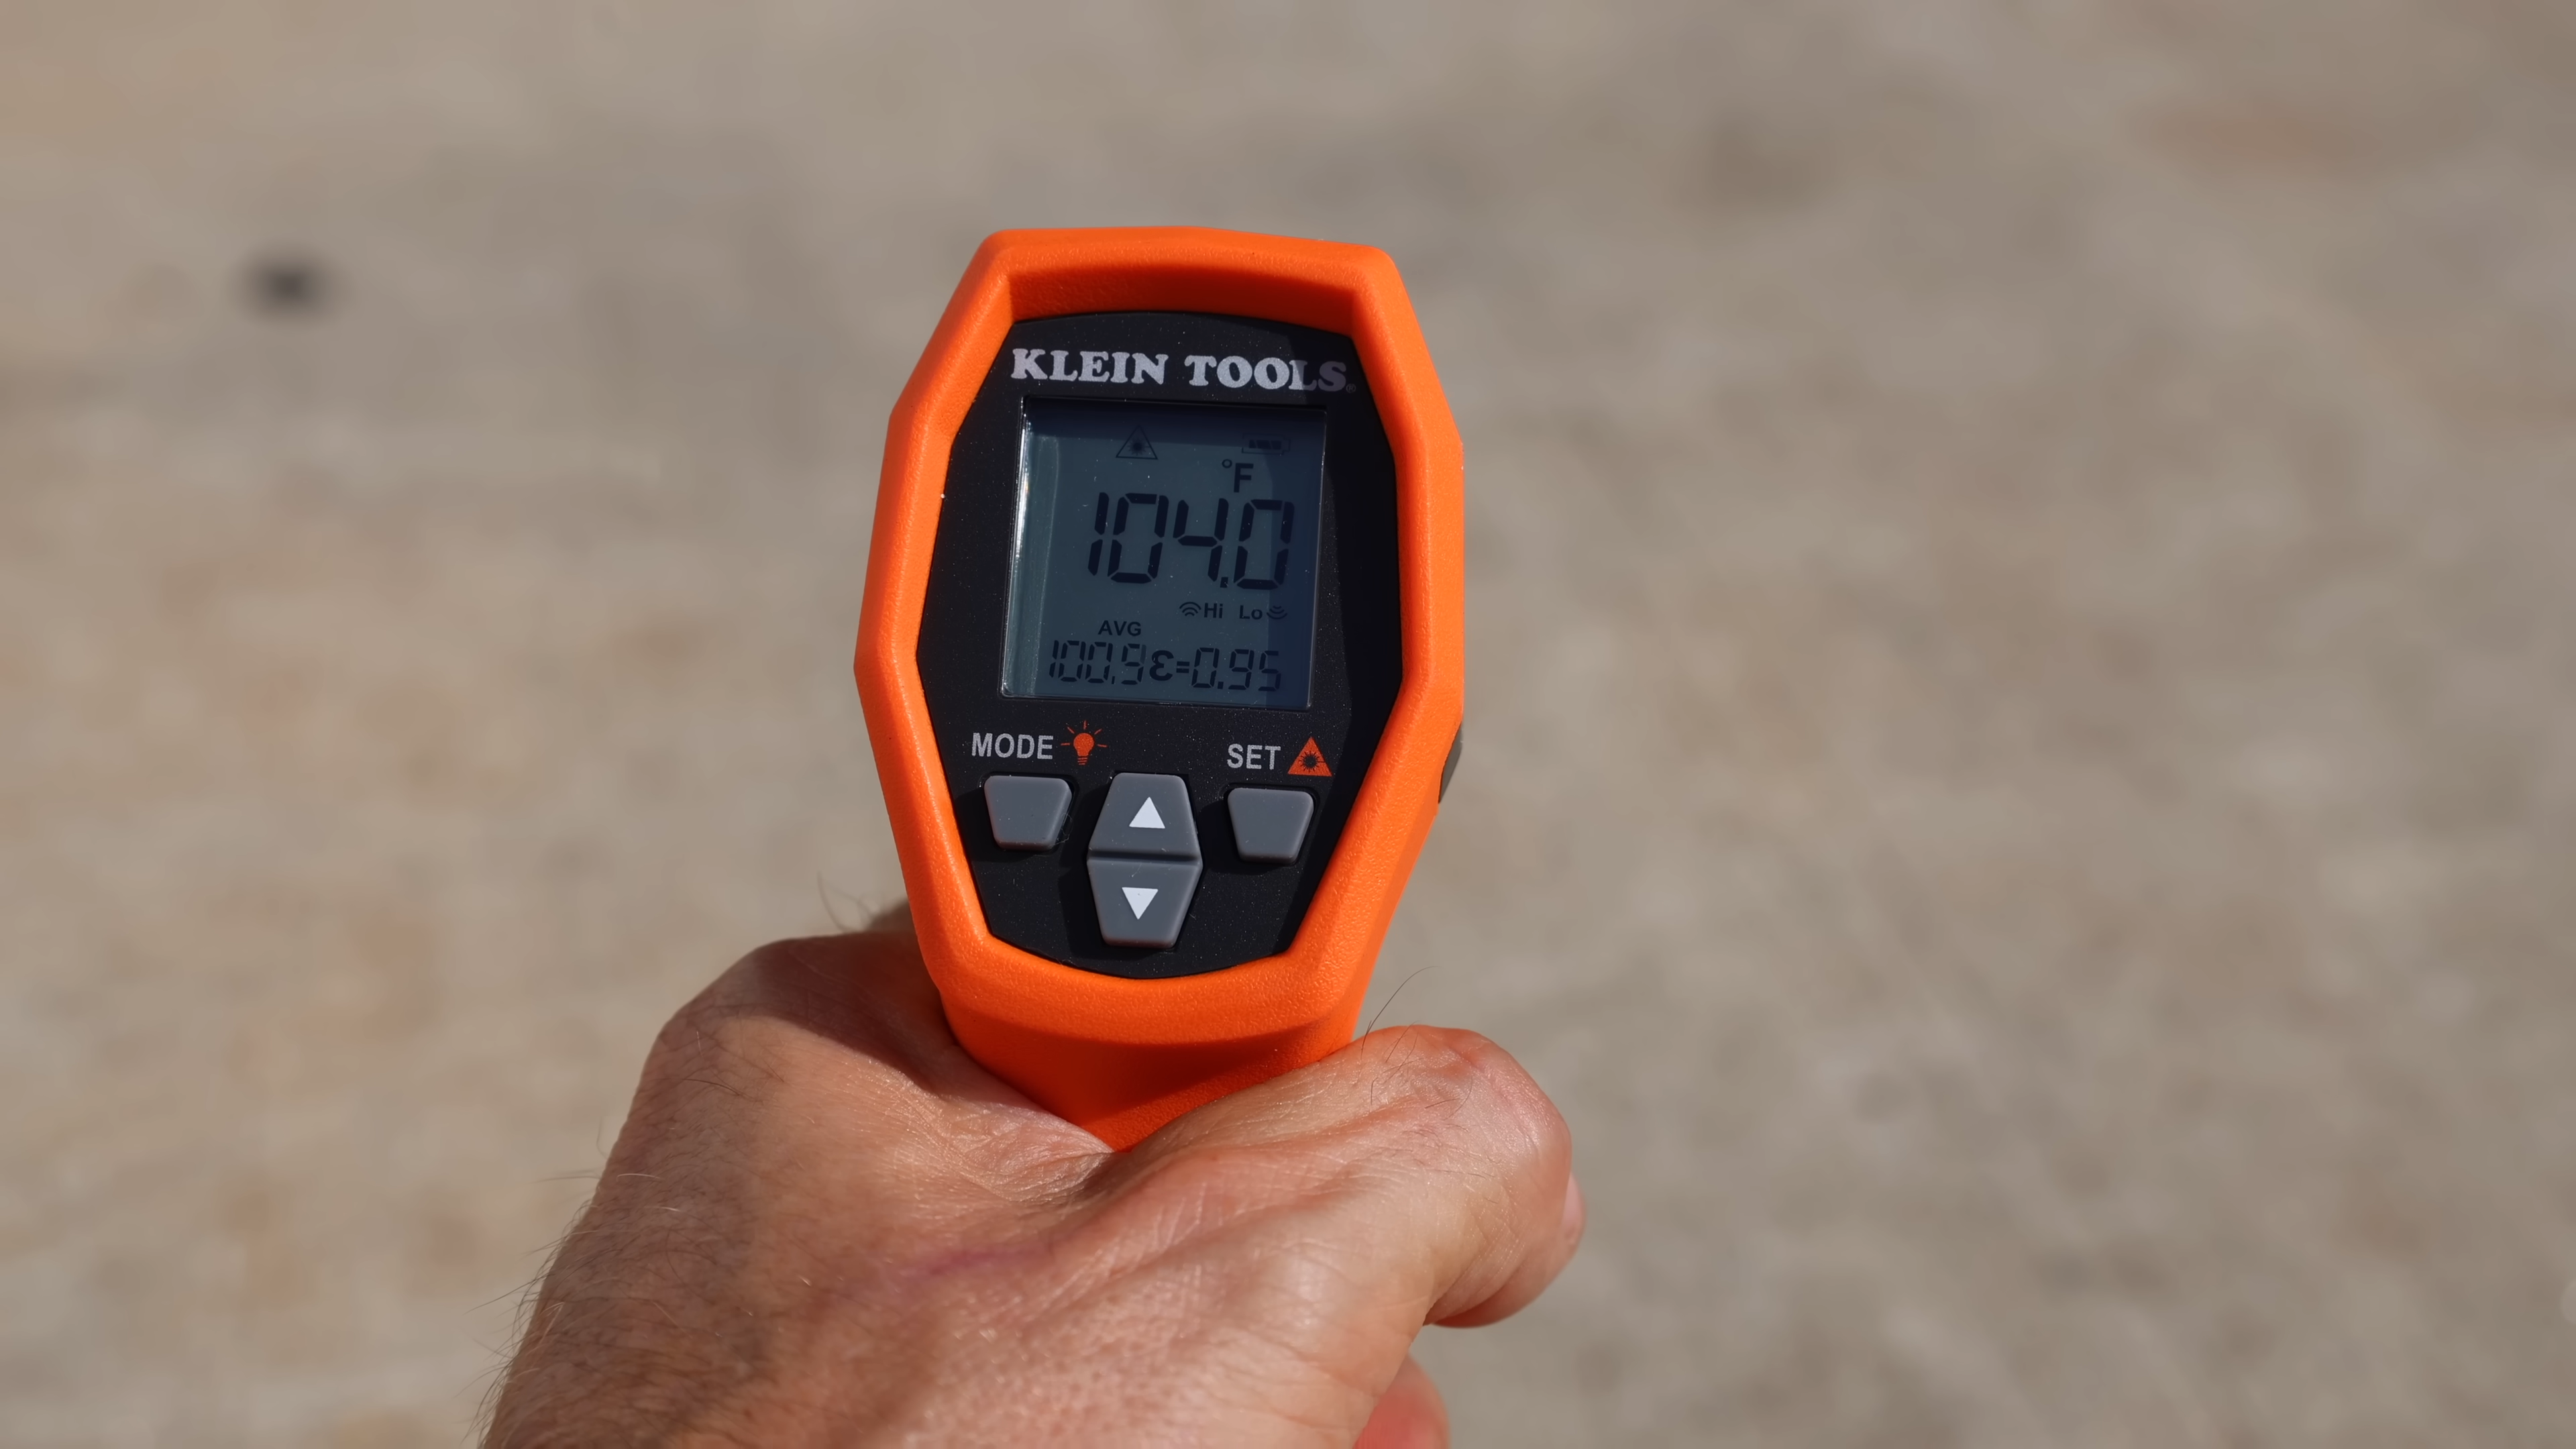 KLEIN TOOLS®
°F
104.0
Hi Lo
AVG
100.9 ε=0.95
MODE SET